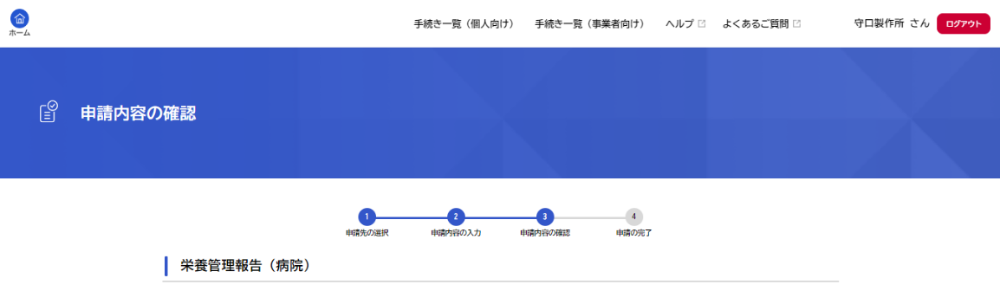 ホーム
手続き一覧（個人向け） 手続き一覧（事業者向け） ヘルプ よくあるご質問 守口製作所 さん ログアウト
申請内容の確認
1 2 3 4
申請先の選択 申請内容の入力 申請内容の確認 申請の完了
栄養管理報告（病院）